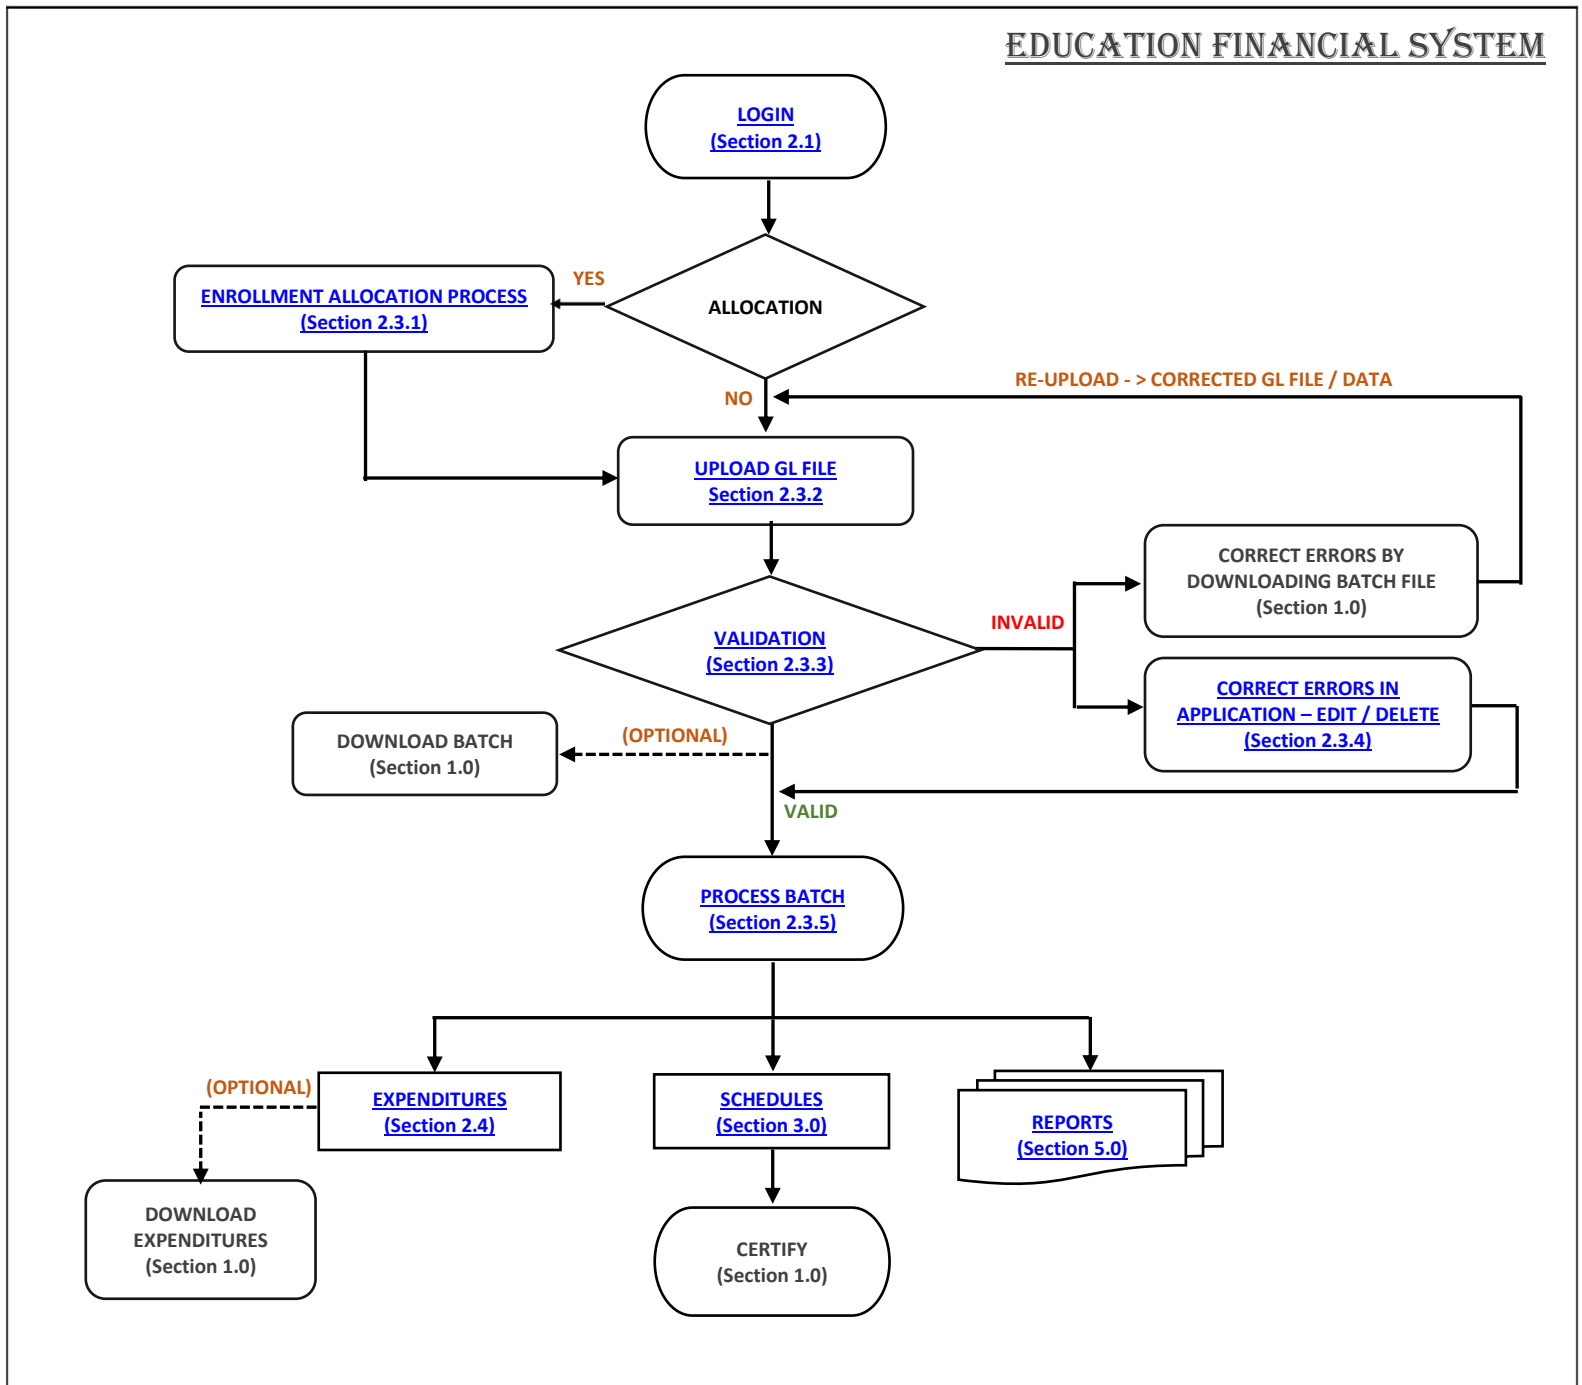 EDUCATION FINANCIAL SYSTEM
LOGIN
(Section 2.1)
YES
ENROLLMENT ALLOCATION PROCESS
(Section 2.3.1)
ALLOCATION
RE-UPLOAD - > CORRECTED GL FILE / DATA
NO
UPLOAD GL FILE
Section 2.3.2
CORRECT ERRORS BY
DOWNLOADING BATCH FILE
(Section 1.0)
INVALID
VALIDATION
(Section 2.3.3)
CORRECT ERRORS IN
APPLICATION – EDIT / DELETE
(Section 2.3.4)
(OPTIONAL)
DOWNLOAD BATCH
(Section 1.0)
VALID
PROCESS BATCH
(Section 2.3.5)
(OPTIONAL)
EXPENDITURES
(Section 2.4)
SCHEDULES
(Section 3.0)
REPORTS
(Section 5.0)
DOWNLOAD
EXPENDITURES
(Section 1.0)
CERTIFY
(Section 1.0)